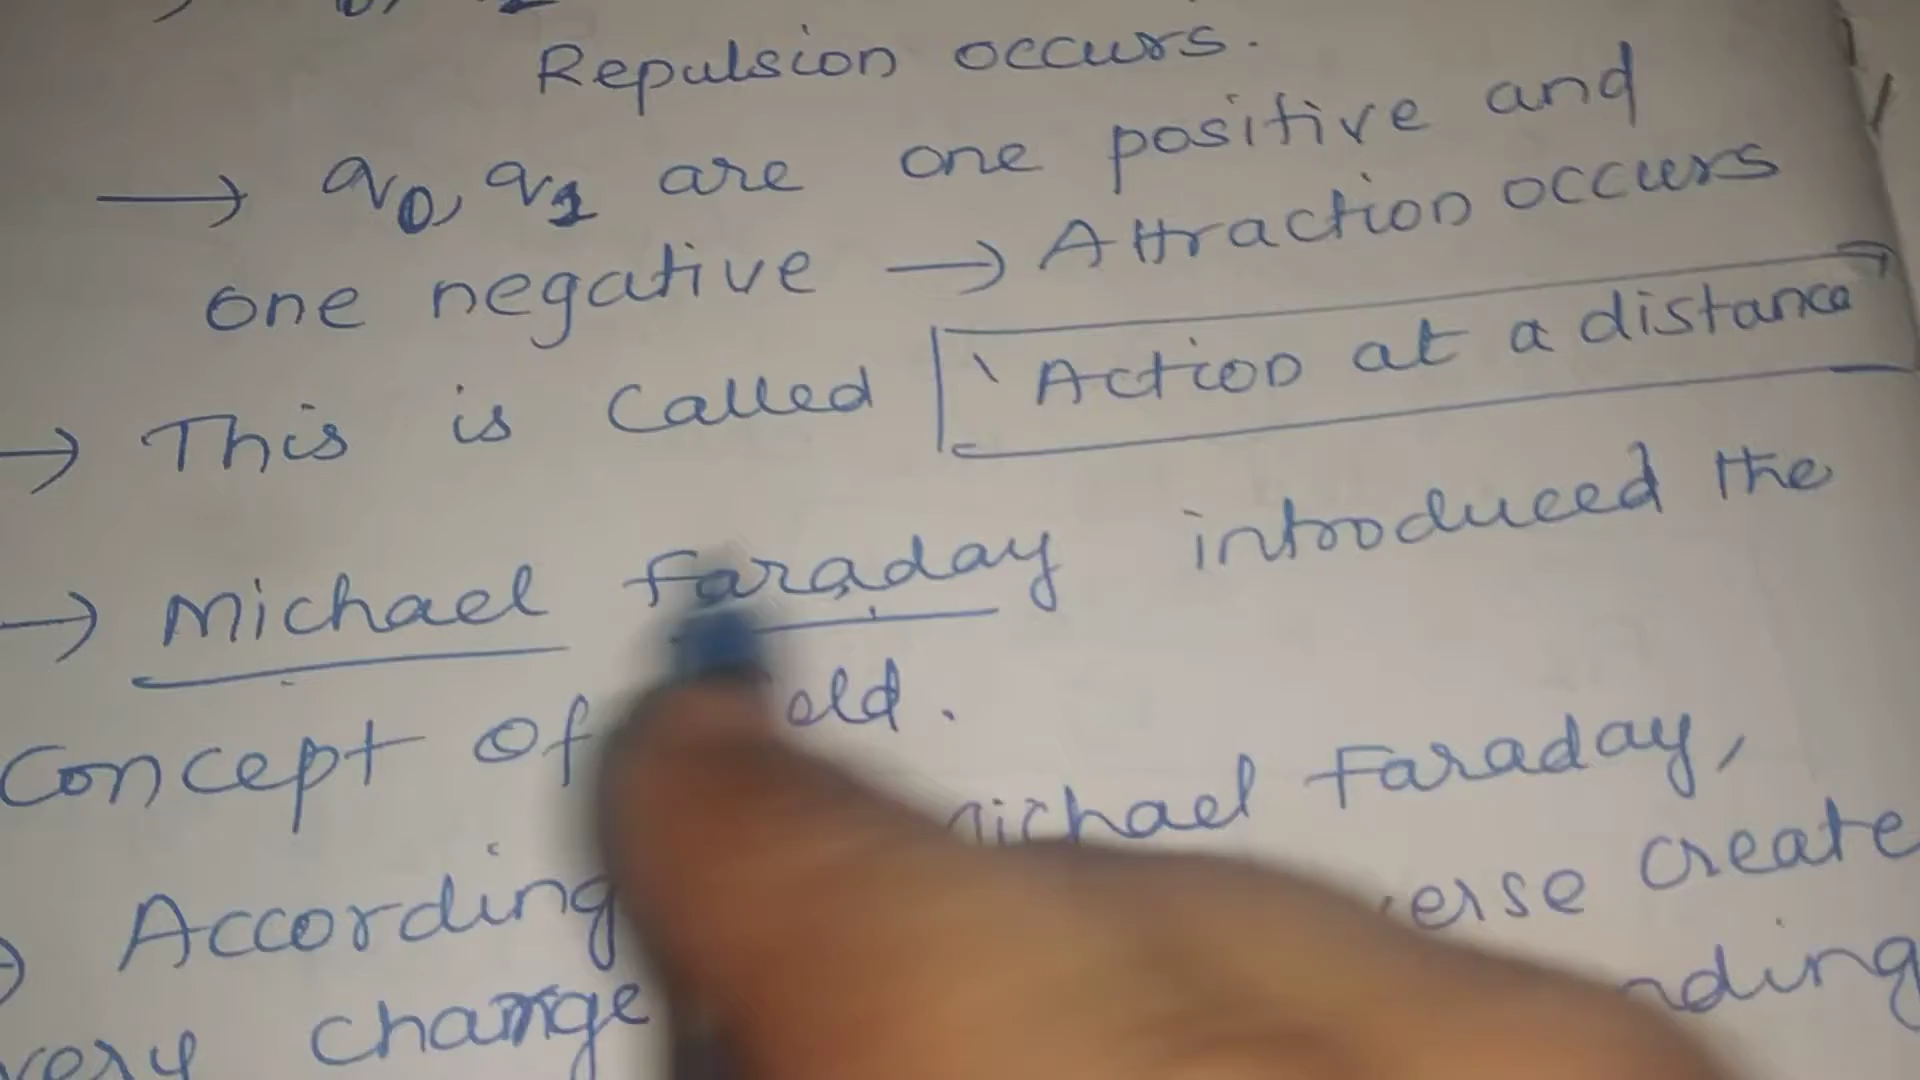 Repulsion occurs.
→ q0, q1 are one positive and
one negative → Attraction occurs
→ This is called 'Action at a distance'
→ Michael faraday introduced the
Concept of
According michael Faraday,
change create